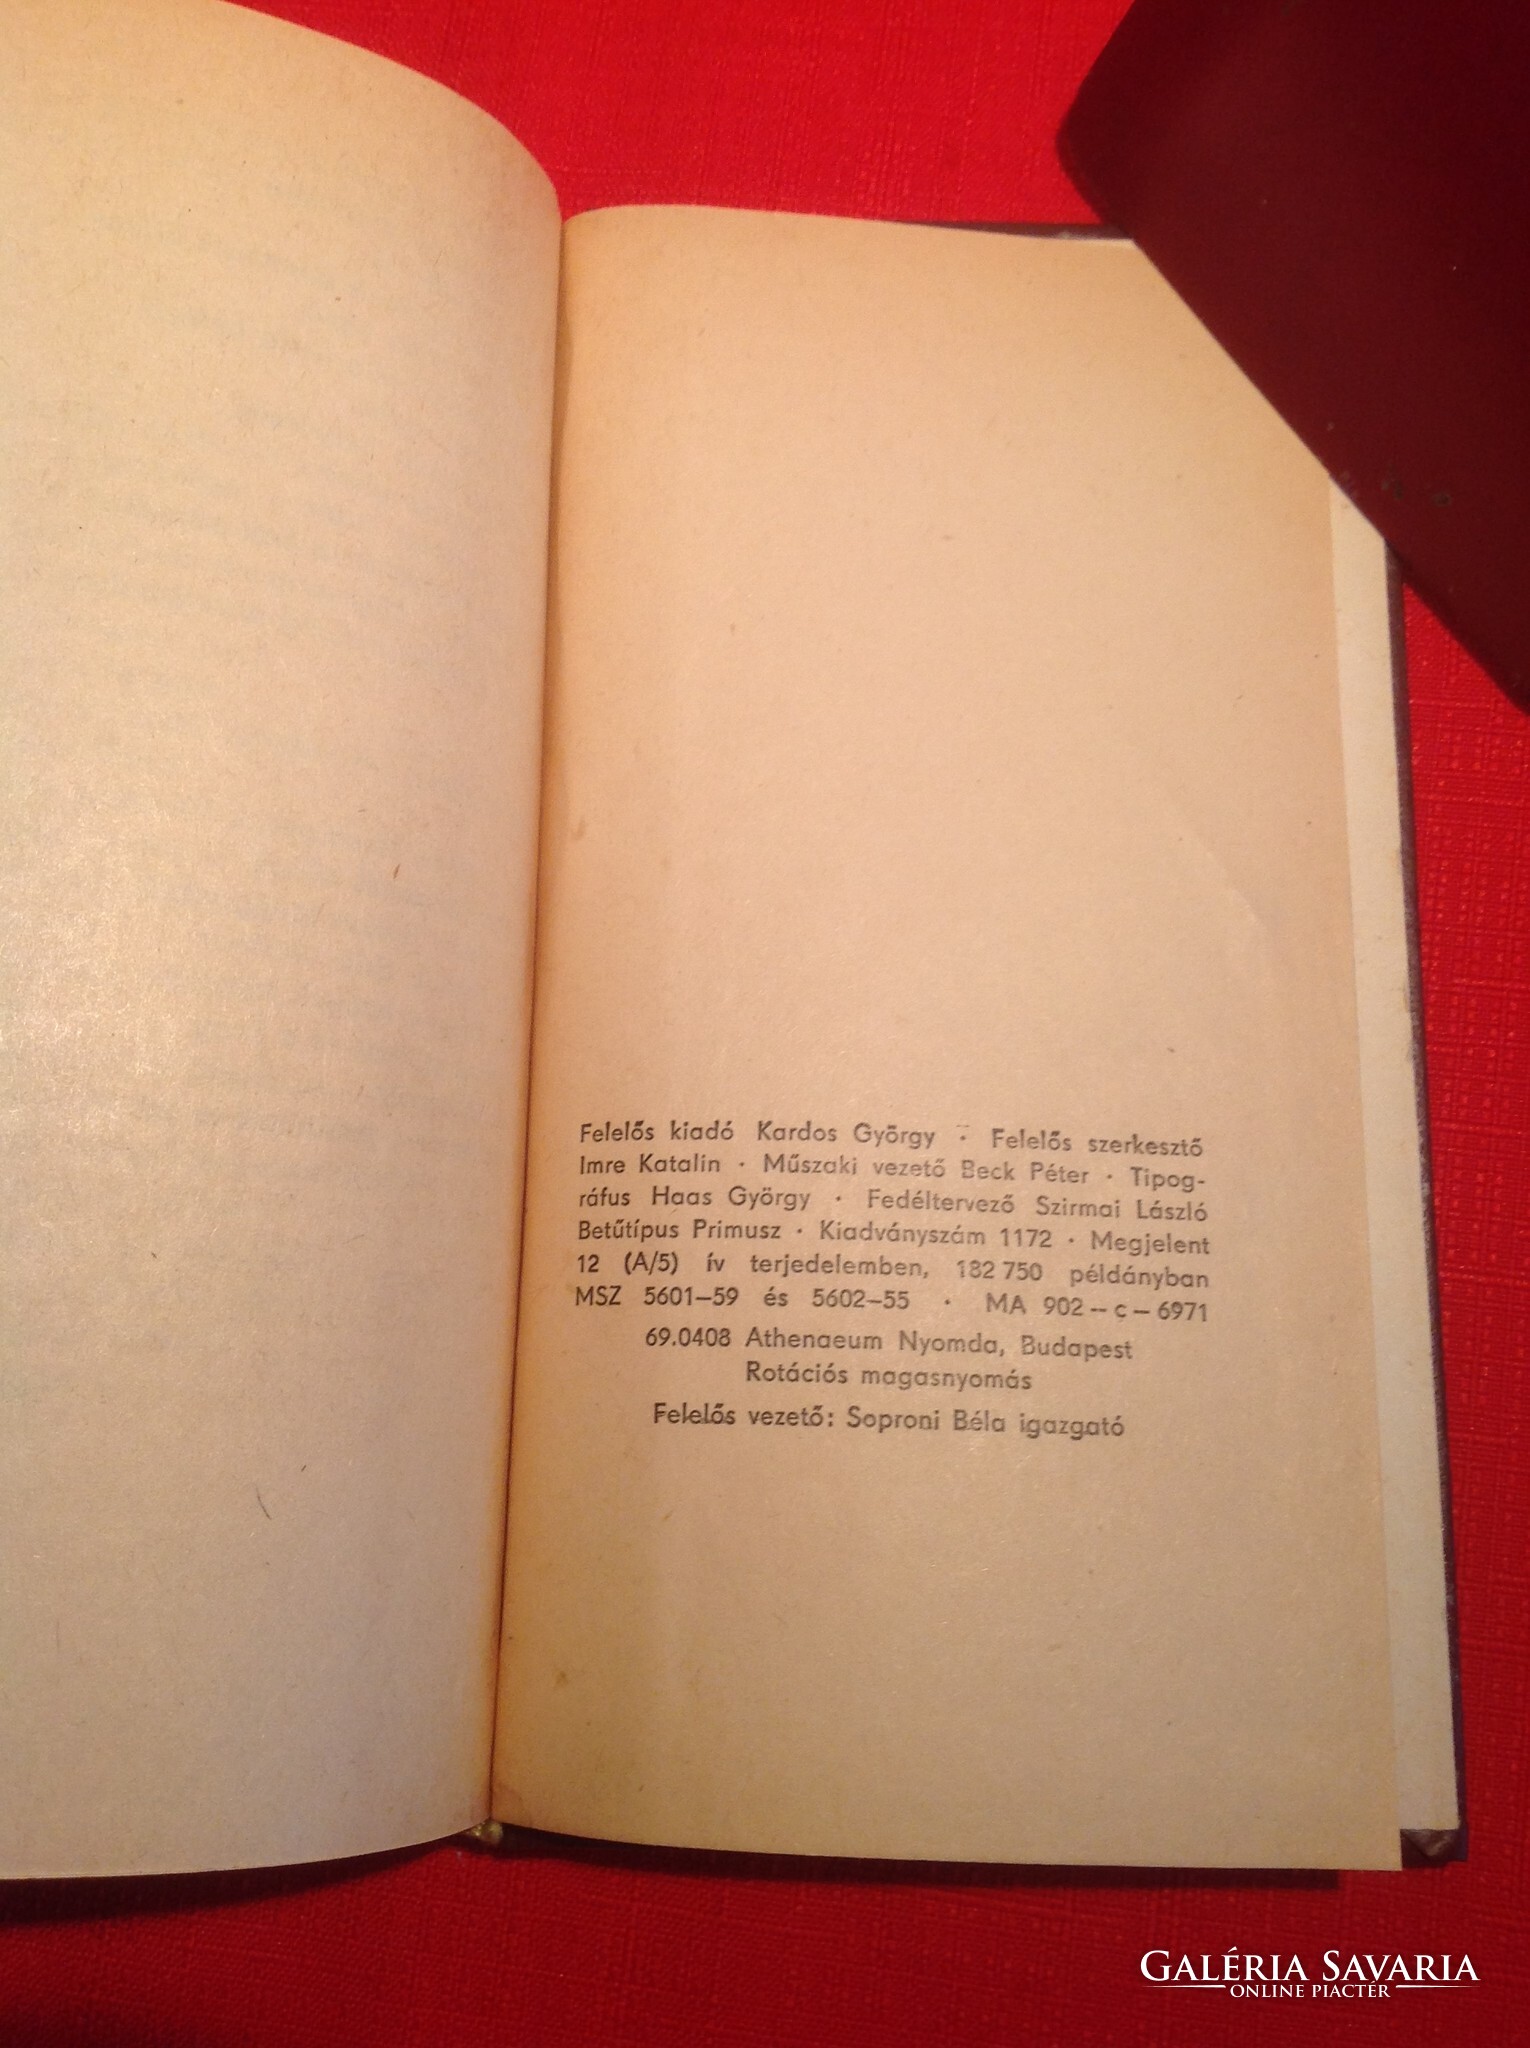 Felelős kiadó Kardos György · Felelős szerkesztő
Imre Katalin · Műszaki vezető Beck Péter · Tipog-
ráfus Haas György · Fedéltervező Szirmai László
Betűtípus Primusz · Kiadványszám 1172 · Megjelent
12 (A/5) ív terjedelemben, 182 750 példányban
MSZ 5601–59 és 5602–55 · MA 902 -- c – 6971
69.0408 Athenaeum Nyomda, Budapest
Rotációs magasnyomás
Felelős vezető: Soproni Béla igazgató
GALÉRIA SAVARIA
ONLINE PIACTÉR